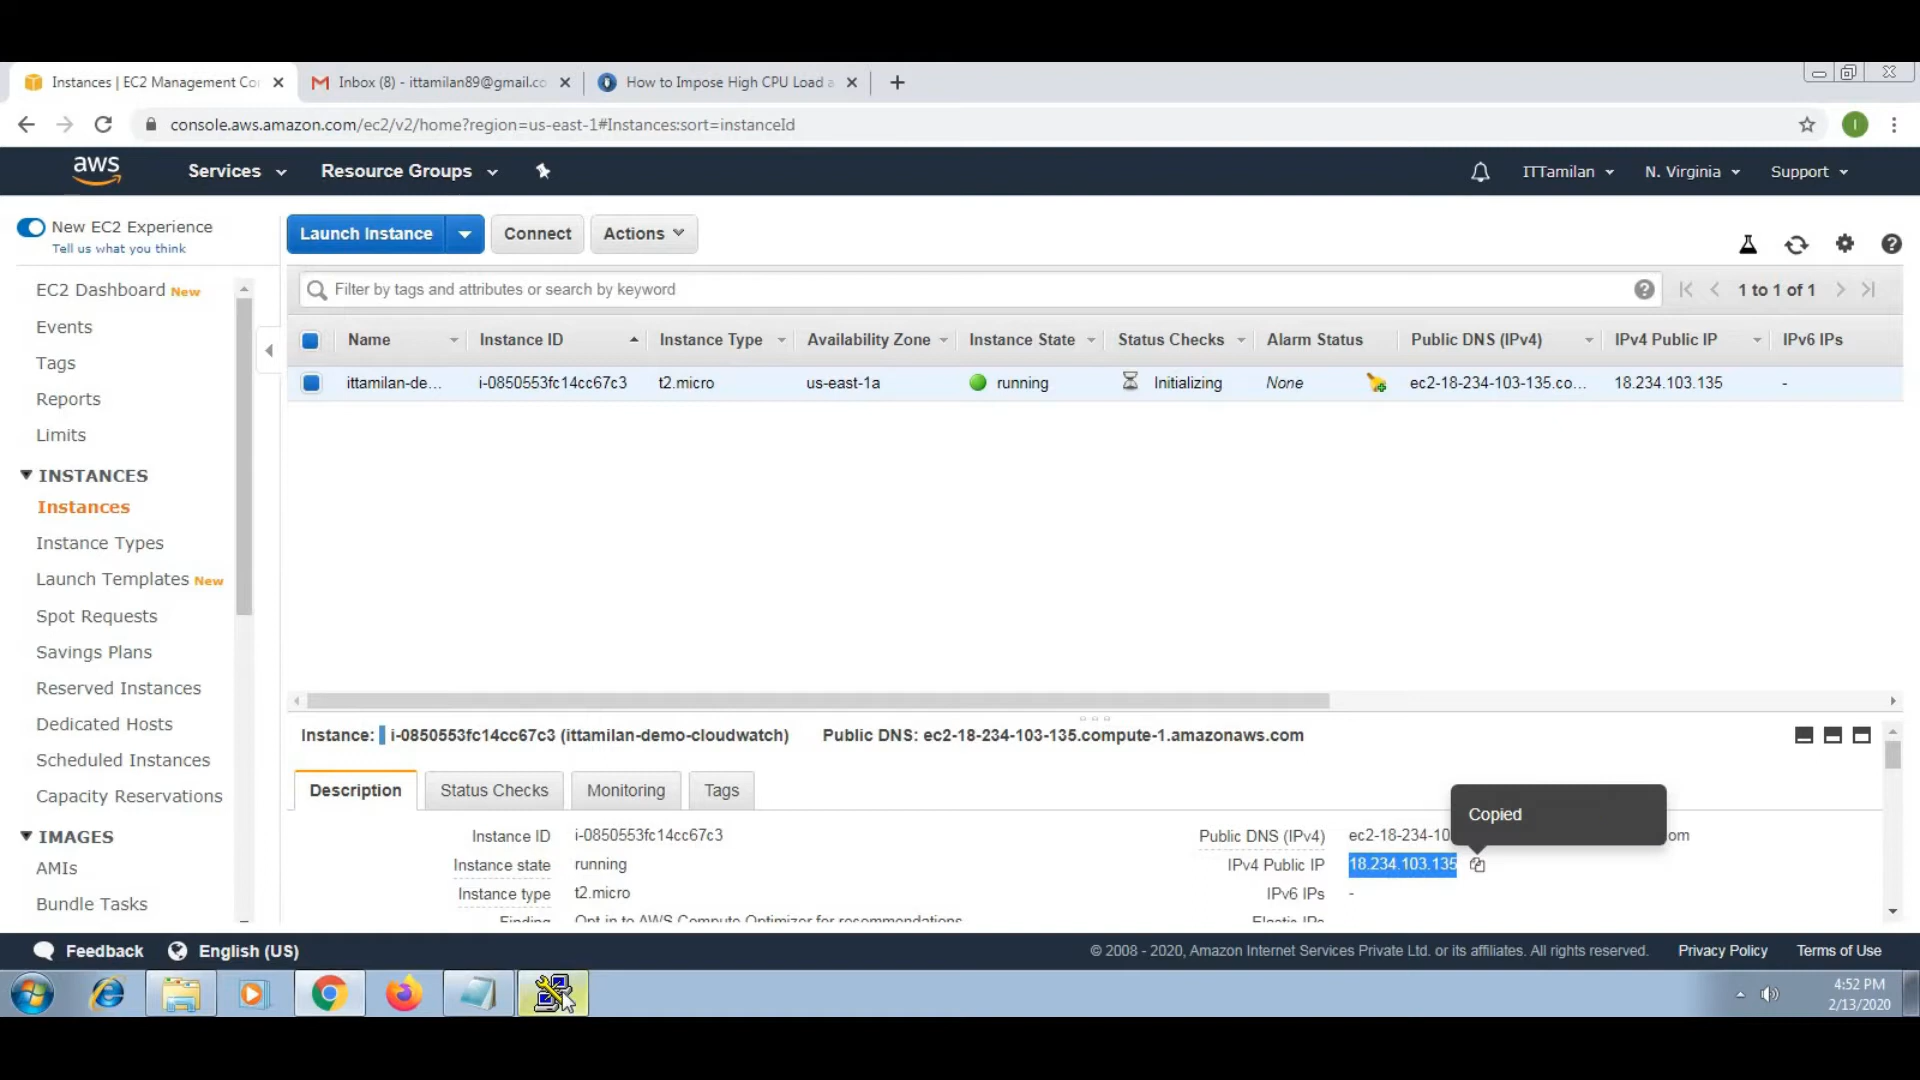 Instances | EC2 Management Co
Inbox (8) - ittamilan89@gmail.co
How to Impose High CPU Load a
console.aws.amazon.com/ec2/v2/home?region=us-east-1#Instances:sort=instanceId
I
aws
Services
Resource Groups
ITTamilan
N. Virginia
Support
New EC2 Experience
Tell us what you think
Launch Instance
Connect
Actions
EC2 Dashboard New
Events
Tags
Reports
Limits
INSTANCES
Instances
Instance Types
Launch Templates New
Spot Requests
Savings Plans
Reserved Instances
Dedicated Hosts
Scheduled Instances
Capacity Reservations
IMAGES
AMIs
Bundle Tasks
Filter by tags and attributes or search by keyword
1 to 1 of 1
Name Instance ID Instance Type Availability Zone Instance State Status Checks Alarm Status Public DNS (IPv4) IPv4 Public IP IPv6 IPs
ittamilan-de... i-0850553fc14cc67c3 t2.micro us-east-1a running Initializing None ec2-18-234-103-135.co... 18.234.103.135 -
Instance: i-0850553fc14cc67c3 (ittamilan-demo-cloudwatch) Public DNS: ec2-18-234-103-135.compute-1.amazonaws.com
Description Status Checks Monitoring Tags
Copied
Instance ID i-0850553fc14cc67c3 Public DNS (IPv4) ec2-18-234-10 om
Instance state running IPv4 Public IP 18.234.103.135
Instance type t2.micro IPv6 IPs -
Finding Opt-in to AWS Compute Optimizer for recommendations Elastic IPs
Feedback English (US) © 2008 - 2020, Amazon Internet Services Private Ltd. or its affiliates. All rights reserved. Privacy Policy Terms of Use
4:52 PM
2/13/2020